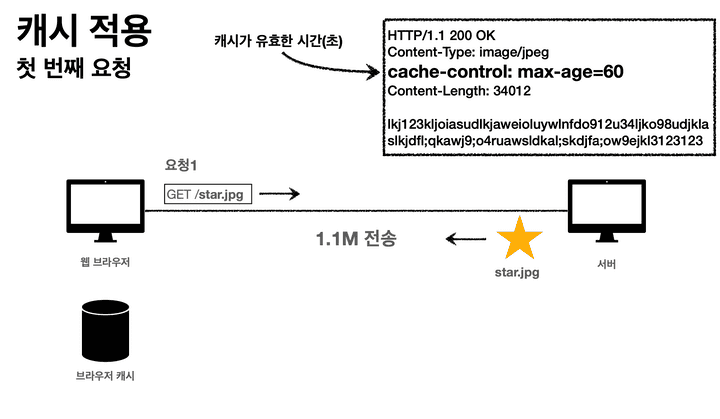 캐시 적용
첫 번째 요청
캐시가 유효한 시간(초)
HTTP/1.1 200 OK
Content-Type: image/jpeg
cache-control: max-age=60
Content-Length: 34012
lkj123kljoiasudlkjaweioluywlnfdo912u34ljko98udjkla
slkjdfl;qkawj9;o4ruawsldkal;skdjfa;ow9ejkl3123123
요청1
GET /star.jpg
1.1M 전송
star.jpg
웹 브라우저
서버
브라우저 캐시